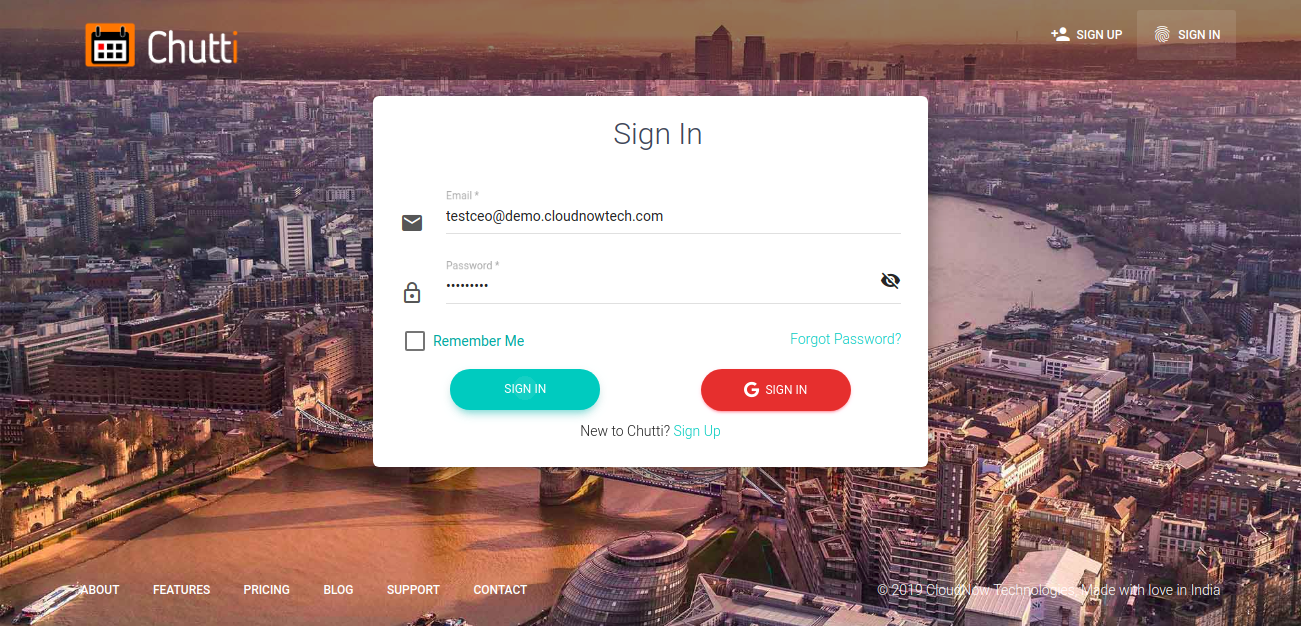 Chutti
SIGN UP
SIGN IN
Sign In
Email *
testceo@demo.cloudnowtech.com
Password *
•••••••••
Remember Me
Forgot Password?
SIGN IN
G SIGN IN
New to Chutti? Sign Up
ABOUT
FEATURES
PRICING
BLOG
SUPPORT
CONTACT
© 2019 CloudNow Technologies, Made with love in India